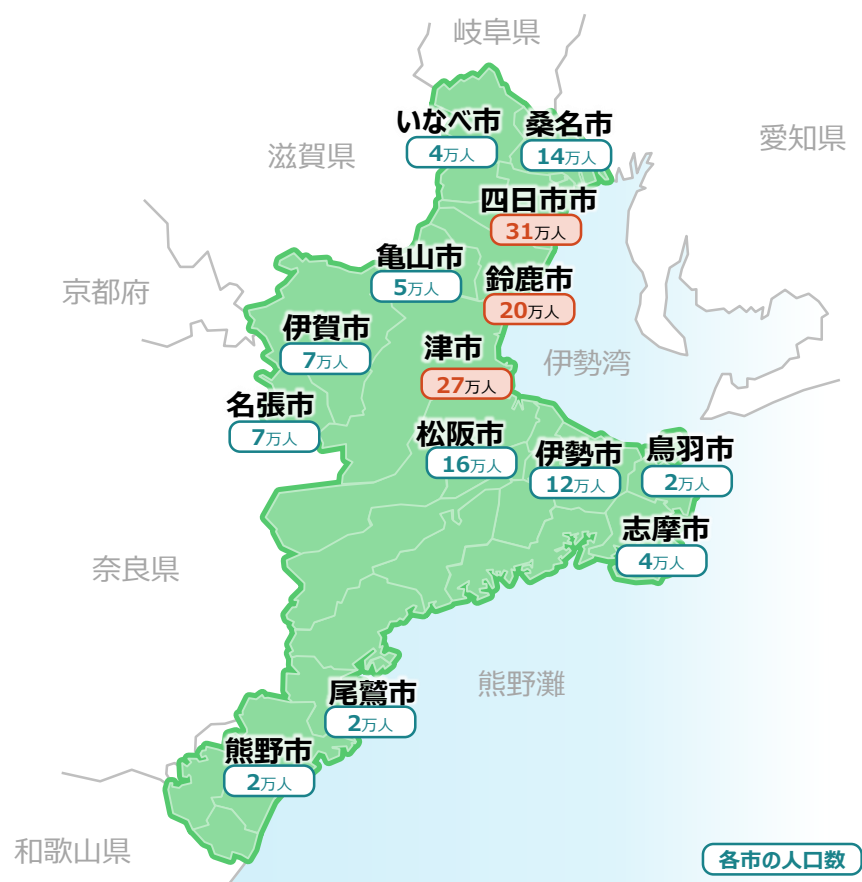 岐阜県
いなべ市
4万人
桑名市
14万人
愛知県
滋賀県
四日市市
31万人
亀山市
5万人
鈴鹿市
20万人
京都府
伊賀市
7万人
津市
27万人
伊勢湾
名張市
7万人
松阪市
16万人
伊勢市
12万人
鳥羽市
2万人
志摩市
4万人
奈良県
尾鷲市
2万人
熊野灘
熊野市
2万人
和歌山県
各市の人口数